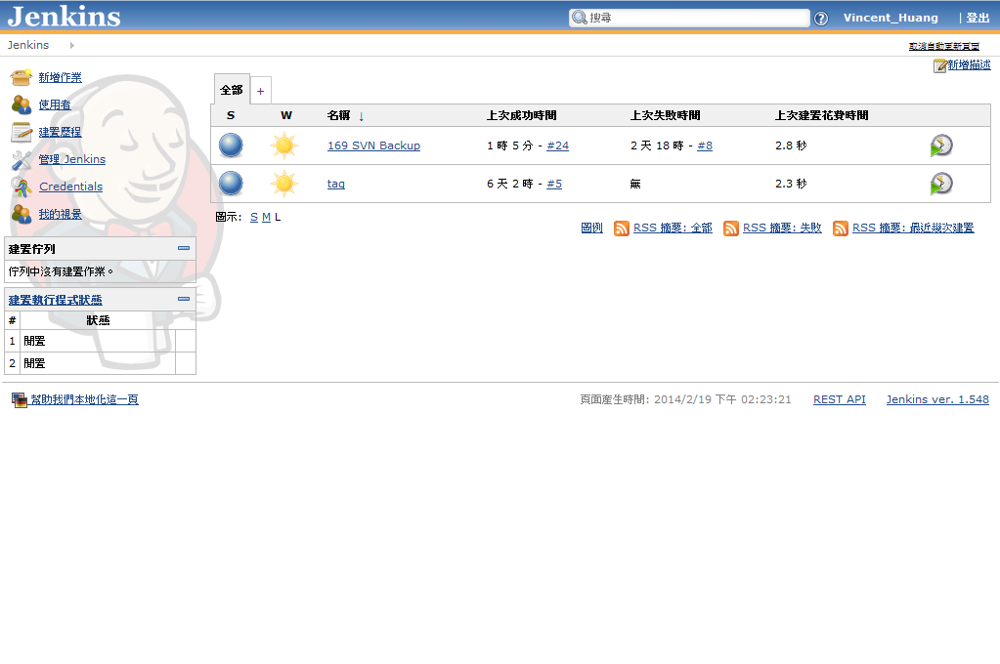 Jenkins
搜尋
Vincent_Huang | 登出
Jenkins
取消自動更新頁面
新增描述
新增作業
使用者
建置歷程
管理 Jenkins
Credentials
我的視景
建置佇列
佇列中沒有建置作業。
建置執行程式狀態
# 狀態
1 閒置
2 閒置
全部 +
S W 名稱 ↓ 上次成功時間 上次失敗時間 上次建置花費時間
169 SVN Backup 1 時 5 分 - #24 2 天 18 時 - #8 2.8 秒
tag 6 天 2 時 - #5 無 2.3 秒
圖示: S M L
圖例 RSS 摘要: 全部 RSS 摘要: 失敗 RSS 摘要: 最近幾次建置
幫助我們本地化這一頁
頁面產生時間: 2014/2/19 下午 02:23:21 REST API Jenkins ver. 1.548